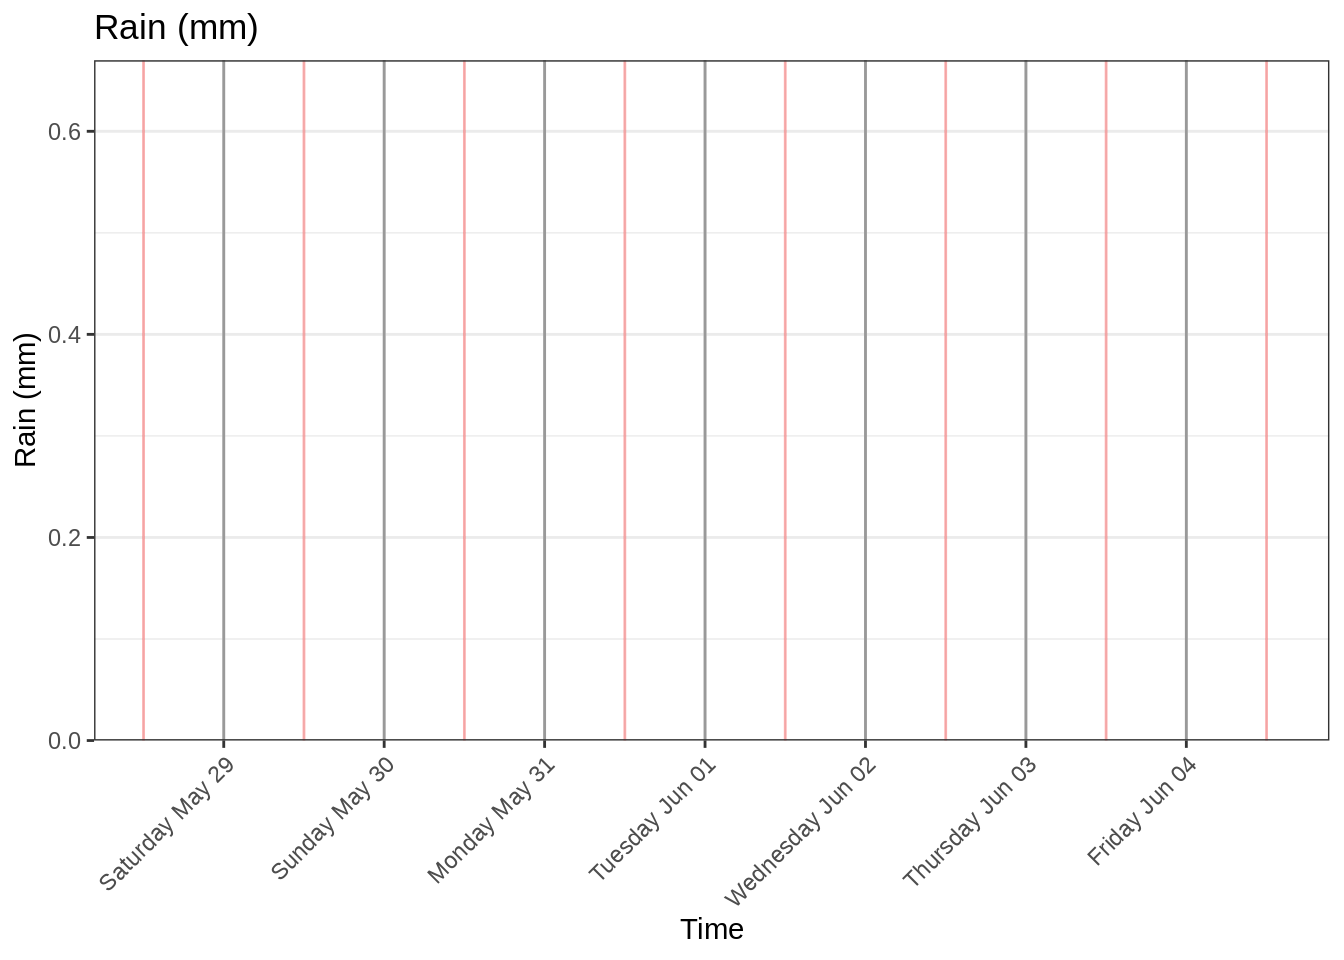 Rain (mm)
0.6
0.4
0.2
0.0
Rain (mm)
Saturday May 29
Sunday May 30
Monday May 31
Tuesday Jun 01
Wednesday Jun 02
Thursday Jun 03
Friday Jun 04
Time